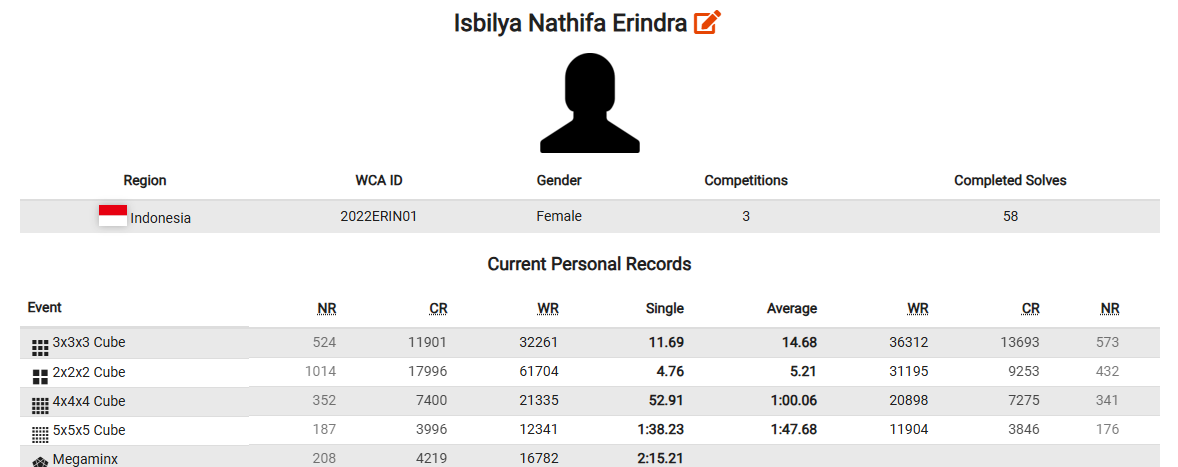 Isbilya Nathifa Erindra
Region WCA ID Gender Competitions Completed Solves
Indonesia 2022ERIN01 Female 3 58
Current Personal Records
Event NR CR WR Single Average WR CR NR
3x3x3 Cube 524 11901 32261 11.69 14.68 36312 13693 573
2x2x2 Cube 1014 17996 61704 4.76 5.21 31195 9253 432
4x4x4 Cube 352 7400 21335 52.91 1:00.06 20898 7275 341
5x5x5 Cube 187 3996 12341 1:38.23 1:47.68 11904 3846 176
Megaminx 208 4219 16782 2:15.21